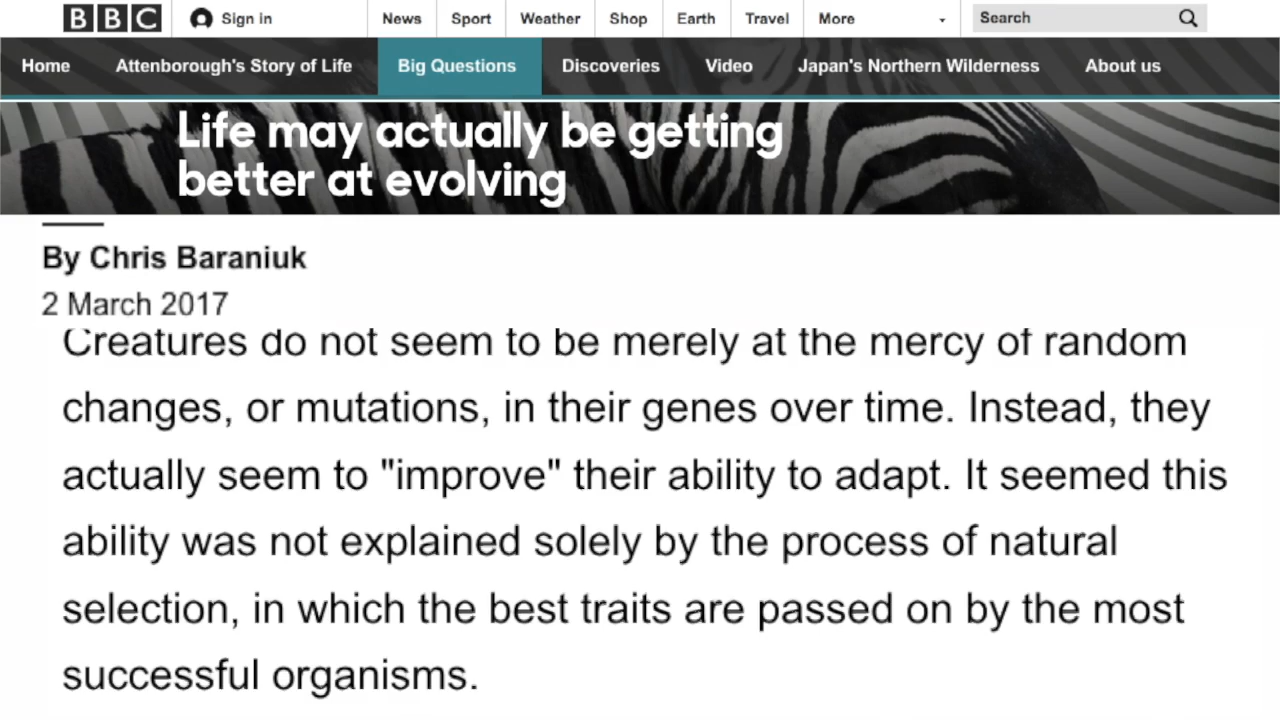 BBC Sign in News Sport Weather Shop Earth Travel More Search
Home Attenborough's Story of Life Big Questions Discoveries Video Japan's Northern Wilderness About us
Life may actually be getting
better at evolving
By Chris Baraniuk
2 March 2017
Creatures do not seem to be merely at the mercy of random
changes, or mutations, in their genes over time. Instead, they
actually seem to "improve" their ability to adapt. It seemed this
ability was not explained solely by the process of natural
selection, in which the best traits are passed on by the most
successful organisms.